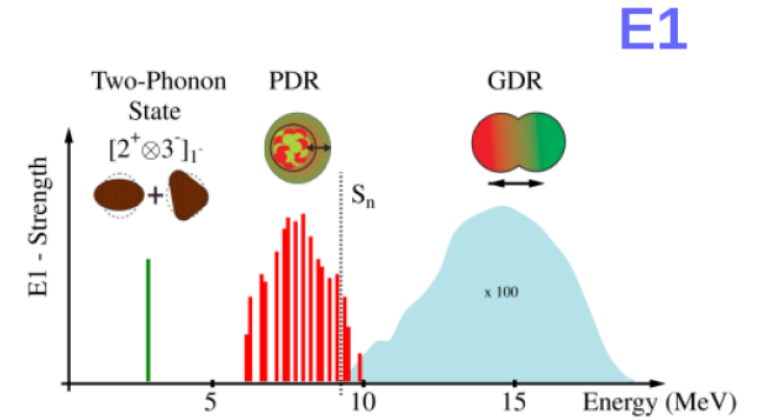 E1
Two-Phonon
State
[2⁺⊗3⁻]₁-
PDR
GDR
E1 - Strength
+
Sₙ
x 100
5
10
15
Energy (MeV)